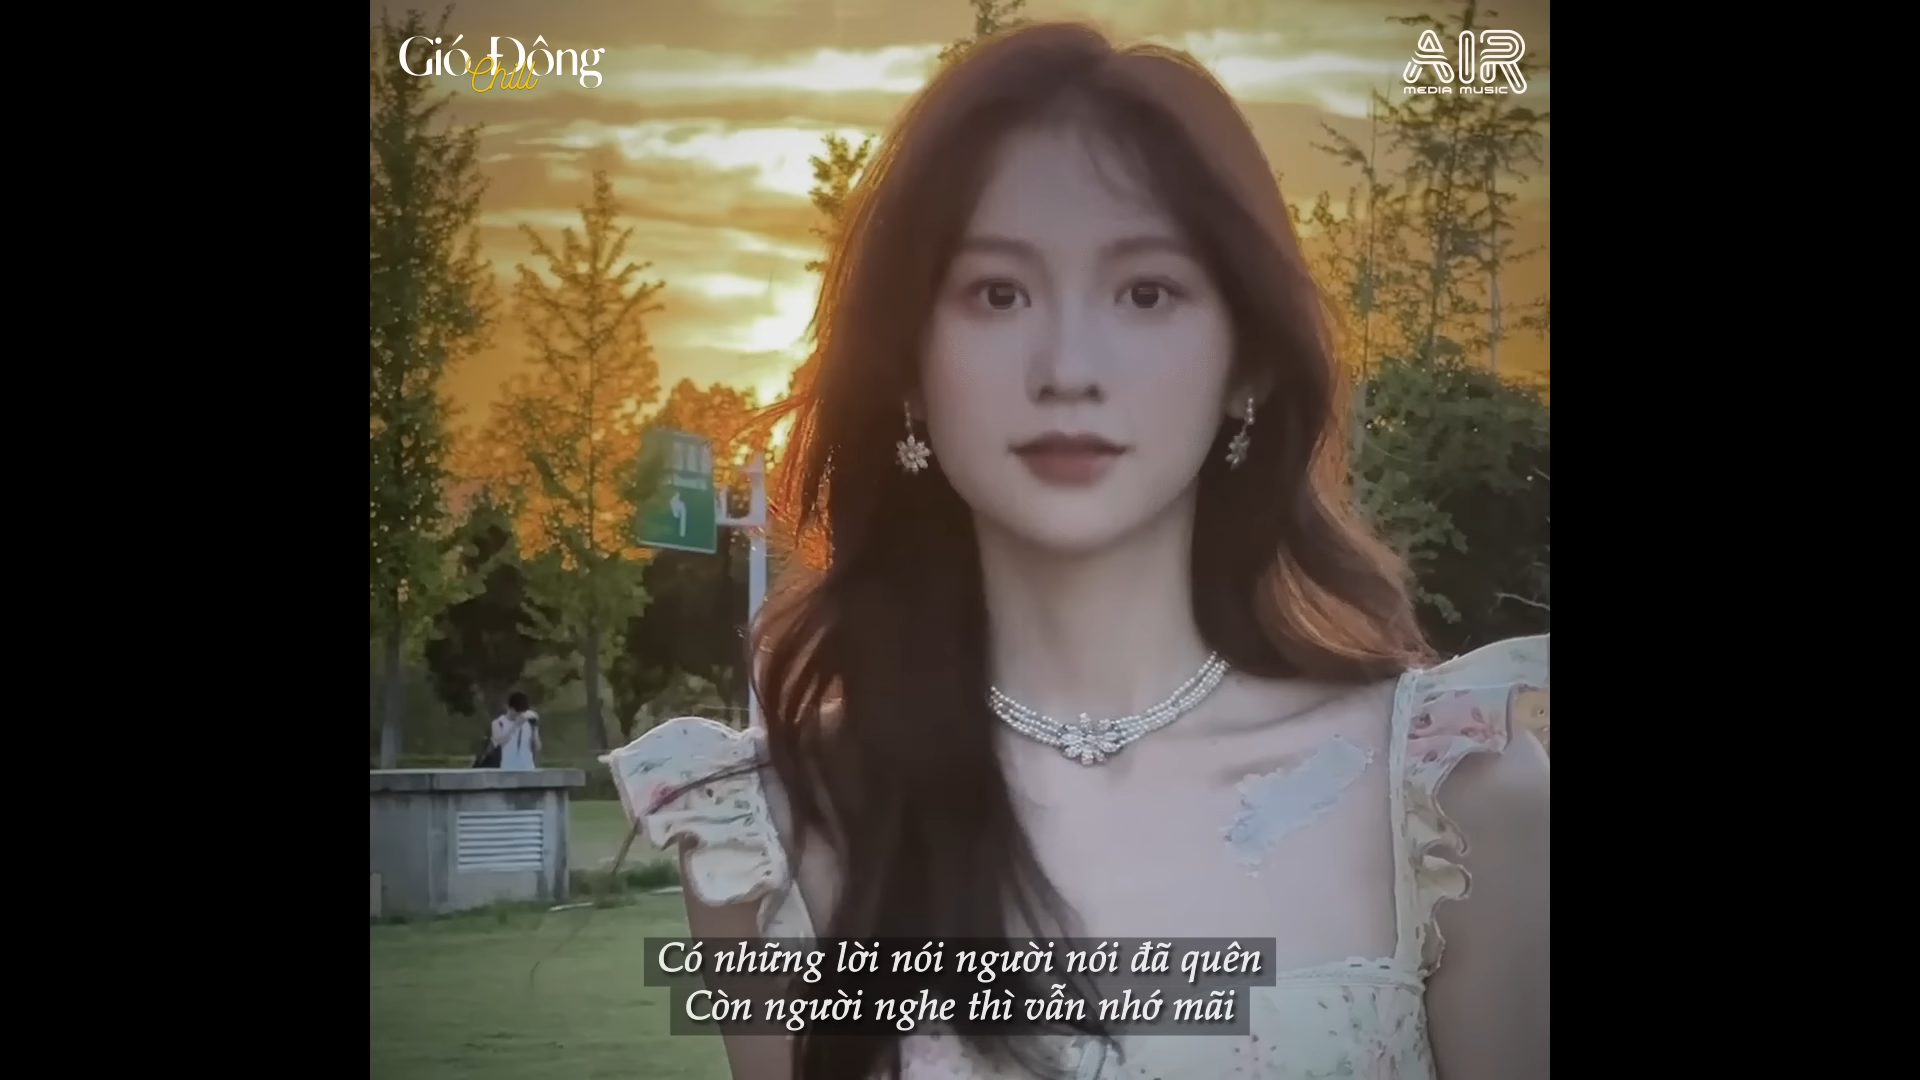 Gió Đông
Chill
AIR
MEDIA MUSIC
Có những lời nói người nói đã quên
Còn người nghe thì vẫn nhớ mãi